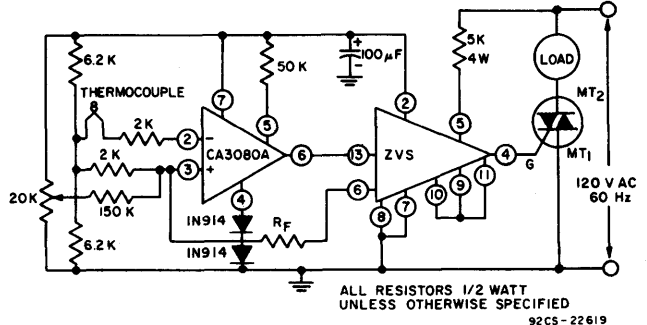 6.2 K
THERMOCOUPLE
2K
2K
20K
150 K
6.2 K
50 K
+
100 µF
-
7
5
2
-
3
+
CA3080A
6
4
IN914
IN914
RF
2
13
ZVS
6
8
7
10
9
11
5
4
G
5K
4W
LOAD
MT2
MT1
120 V AC
60 Hz
ALL RESISTORS 1/2 WATT
UNLESS OTHERWISE SPECIFIED
92CS-22619